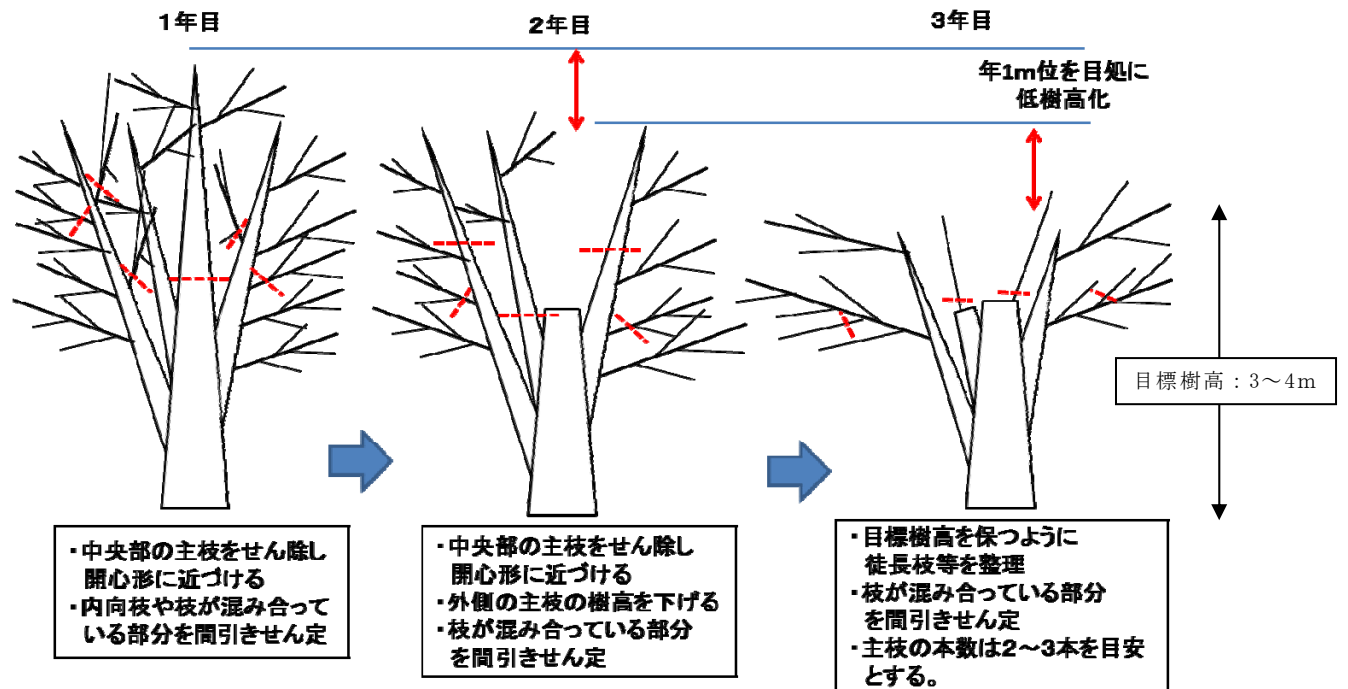 1年目
2年目
3年目
年1m位を目処に
低樹高化
目標樹高：3～4m
・中央部の主枝をせん除し
開心形に近づける
・内向枝や枝が混み合って
いる部分を間引きせん定
・中央部の主枝をせん除し
開心形に近づける
・外側の主枝の樹高を下げる
・枝が混み合っている部分
を間引きせん定
・目標樹高を保つように
徒長枝等を整理
・枝が混み合っている部分
を間引きせん定
・主枝の本数は2～3本を目安
とする。